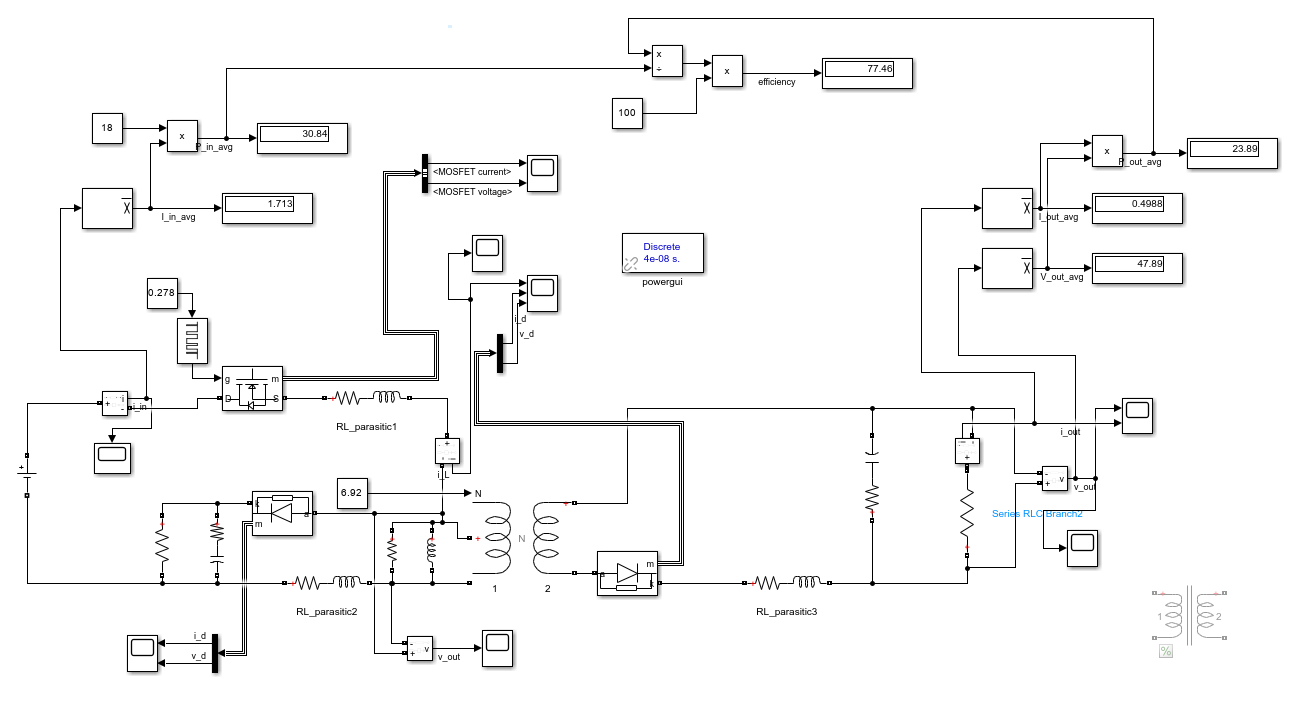 x
÷
x
77.46
efficiency
100
18
x
30.84
P_in_avg
x
23.89
P_out_avg
<MOSFET current>
<MOSFET voltage>
X
1.713
I_in_avg
X
0.4988
I_out_avg
Discrete
4e-08 s.
powergui
X
47.89
V_out_avg
0.278
i_d
v_d
g
m
D
S
i
+
-
i_in
RL_parasitic1
+
i_L
i_out
+
-
+
v
v_out
6.92
N
k
m
a
+
+
N
Series RLC Branch2
m
a
k
1
2
RL_parasitic2
RL_parasitic3
1
2
%
i_d
v_d
-
+
v
v_out